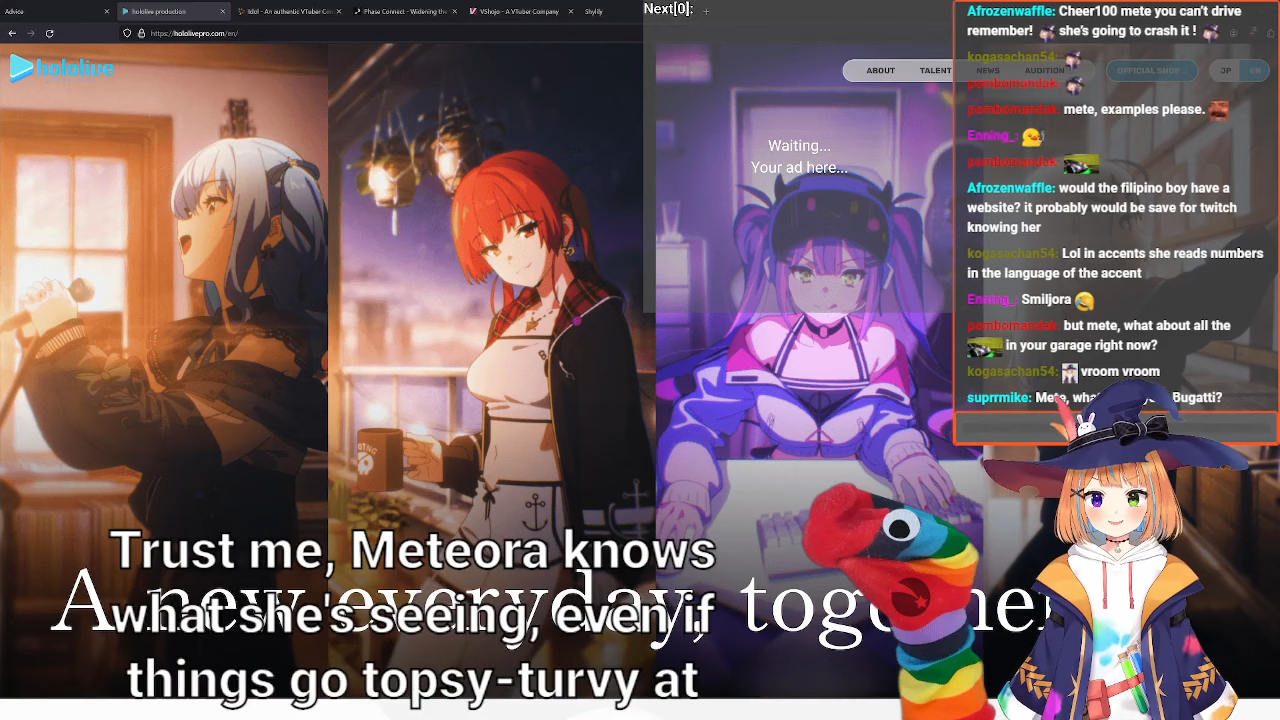 Advice
hololive production
Idol - An authentic VTuber Cen
Phase Connect - Widening the
VShojo - A VTuber Company
Shylily
https://hololivepro.com/en/
Next[0]:
hololive
ABOUT
TALENT
NEWS
AUDITION
OFFICIAL SHOP
JP
EN
Waiting...
Your ad here...
Afrozenwaffle: Cheer100 mete you can't drive
remember! she's going to crash it !
kogasachan54:
pombomandak:
pombomandak: mete, examples please.
Enning_:
pombomandak:
Afrozenwaffle: would the filipino boy have a
website? it probably would be save for twitch
knowing her
kogasachan54: Lol in accents she reads numbers
in the language of the accent
Enning_: Smiljora
pombomandak: but mete, what about all the
in your garage right now?
kogasachan54: vroom vroom
suprrmike: Mete, Bugatti?
Trust me, Meteora knows
what she's seeing, even if
things go topsy-turvy at
A new everyday, together